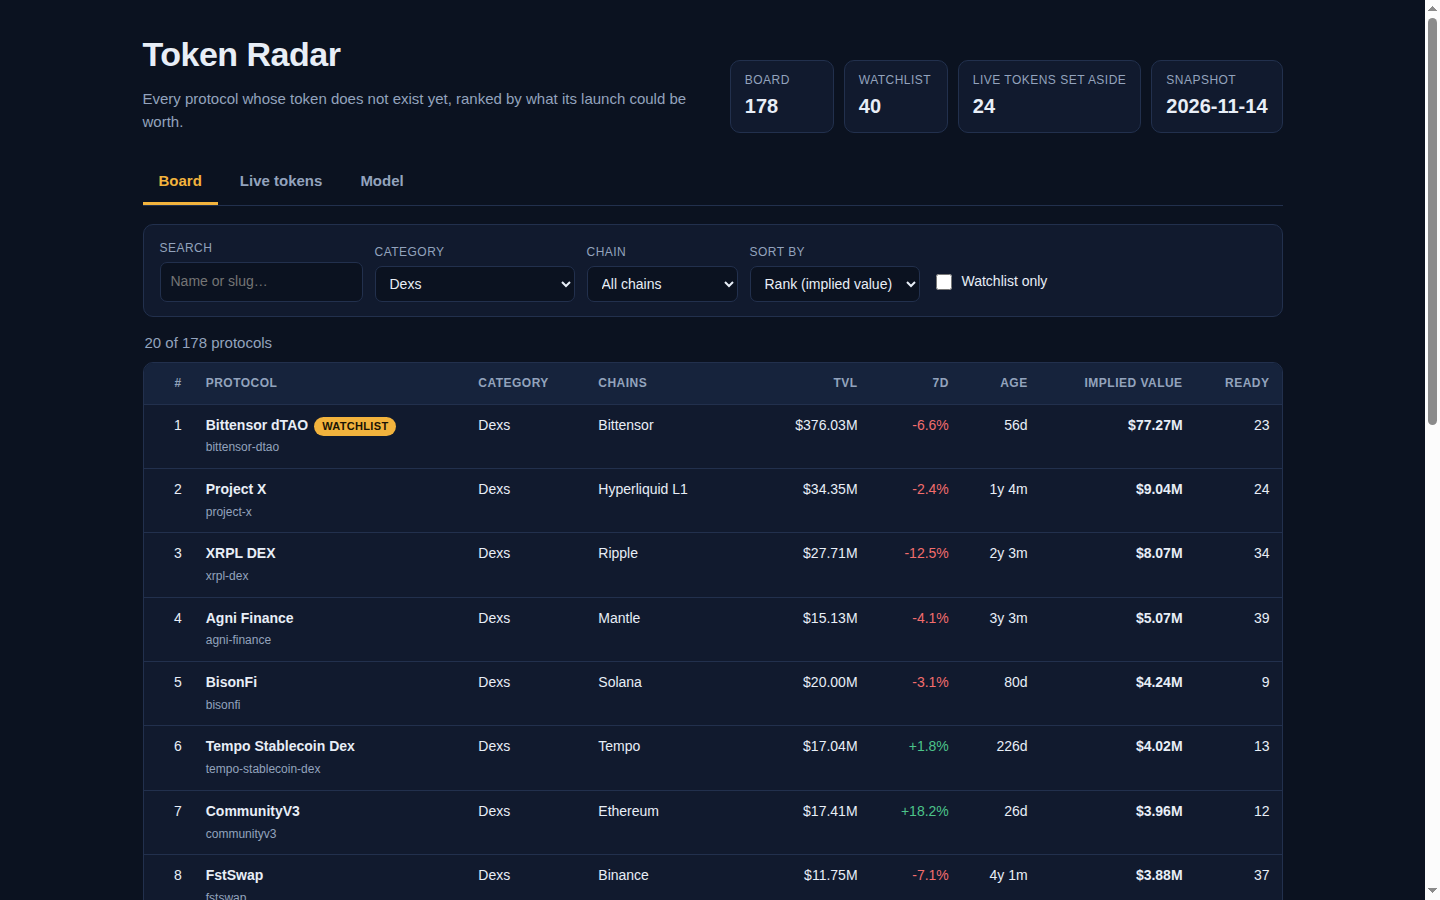 Token Radar
Every protocol whose token does not exist yet, ranked by what its launch could be
worth.
BOARD
178
WATCHLIST
40
LIVE TOKENS SET ASIDE
24
SNAPSHOT
2026-11-14
Board Live tokens Model
SEARCH
Name or slug…
CATEGORY
Dexs
CHAIN
All chains
SORT BY
Rank (implied value)
Watchlist only
20 of 178 protocols
# PROTOCOL CATEGORY CHAINS TVL 7D AGE IMPLIED VALUE READY
1 Bittensor dTAO WATCHLIST Dexs Bittensor $376.03M -6.6% 56d $77.27M 23
bittensor-dtao
2 Project X Dexs Hyperliquid L1 $34.35M -2.4% 1y 4m $9.04M 24
project-x
3 XRPL DEX Dexs Ripple $27.71M -12.5% 2y 3m $8.07M 34
xrpl-dex
4 Agni Finance Dexs Mantle $15.13M -4.1% 3y 3m $5.07M 39
agni-finance
5 BisonFi Dexs Solana $20.00M -3.1% 80d $4.24M 9
bisonfi
6 Tempo Stablecoin Dex Dexs Tempo $17.04M +1.8% 226d $4.02M 13
tempo-stablecoin-dex
7 CommunityV3 Dexs Ethereum $17.41M +18.2% 26d $3.96M 12
communityv3
8 FstSwap Dexs Binance $11.75M -7.1% 4y 1m $3.88M 37
fstswap